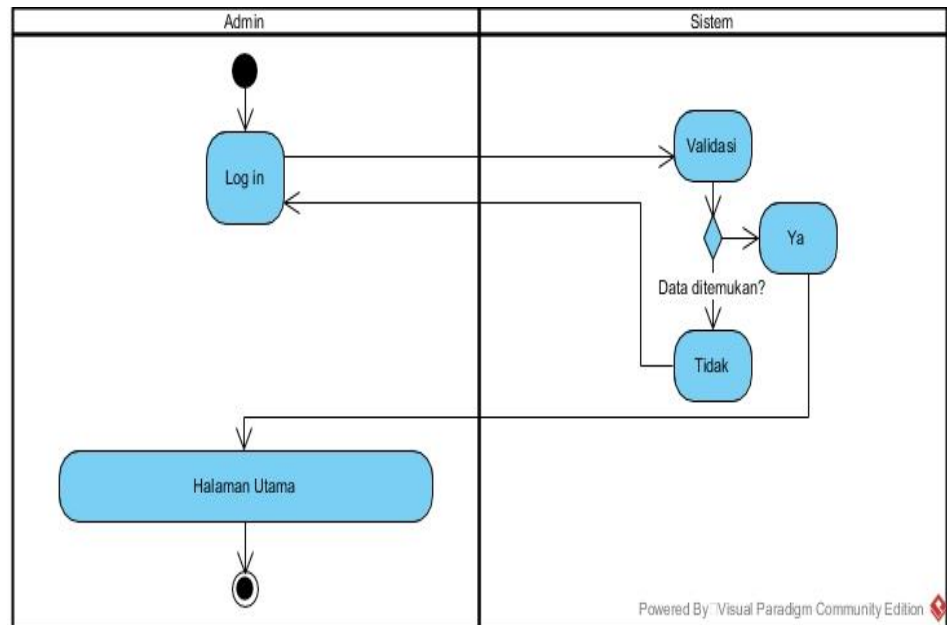 Admin
Sistem
Log in
Validasi
Ya
Data ditemukan?
Tidak
Halaman Utama
Powered By Visual Paradigm Community Edition